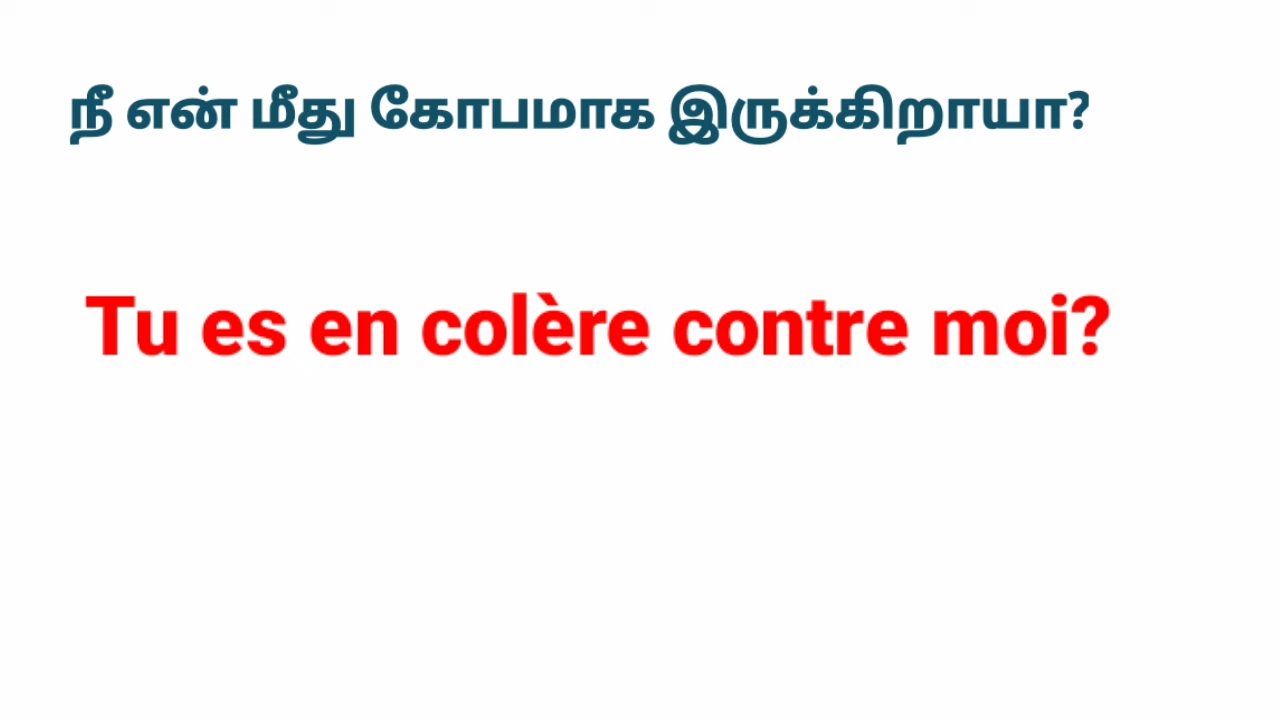 நீ என் மீது கோபமாக இருக்கிறாயா?
Tu es en colère contre moi?